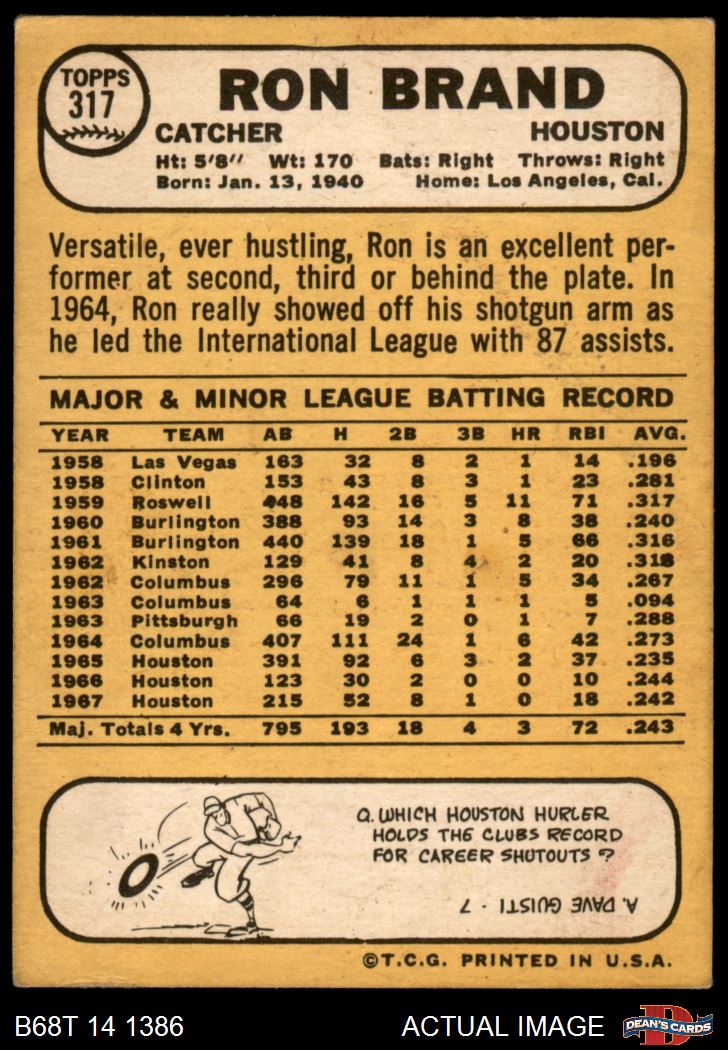 TOPPS
317
RON BRAND
CATCHER HOUSTON
Ht: 5'8" Wt: 170 Bats: Right Throws: Right
Born: Jan. 13, 1940 Home: Los Angeles, Cal.
Versatile, ever hustling, Ron is an excellent per-
former at second, third or behind the plate. In
1964, Ron really showed off his shotgun arm as
he led the International League with 87 assists.
MAJOR & MINOR LEAGUE BATTING RECORD
YEAR TEAM AB H 2B 3B HR RBI AVG.
1958 Las Vegas 163 32 8 2 1 14 .196
1958 Clinton 153 43 8 3 1 23 .281
1959 Roswell 448 142 16 5 11 71 .317
1960 Burlington 388 93 14 3 8 38 .240
1961 Burlington 440 139 18 1 5 66 .316
1962 Kinston 129 41 8 4 2 20 .318
1962 Columbus 296 79 11 1 5 34 .267
1963 Columbus 64 6 1 1 1 5 .094
1963 Pittsburgh 66 19 2 0 1 7 .288
1964 Columbus 407 111 24 1 6 42 .273
1965 Houston 391 92 6 3 2 37 .235
1966 Houston 123 30 2 0 0 10 .244
1967 Houston 215 52 8 1 0 18 .242
Maj. Totals 4 Yrs. 795 193 18 4 3 72 .243
Q. WHICH HOUSTON HURLER
HOLDS THE CLUBS RECORD
FOR CAREER SHUTOUTS ?
A. DAVE GUISTI - 7
©T.C.G. PRINTED IN U.S.A.
B68T 14 1386 ACTUAL IMAGE D DEAN'S CARDS